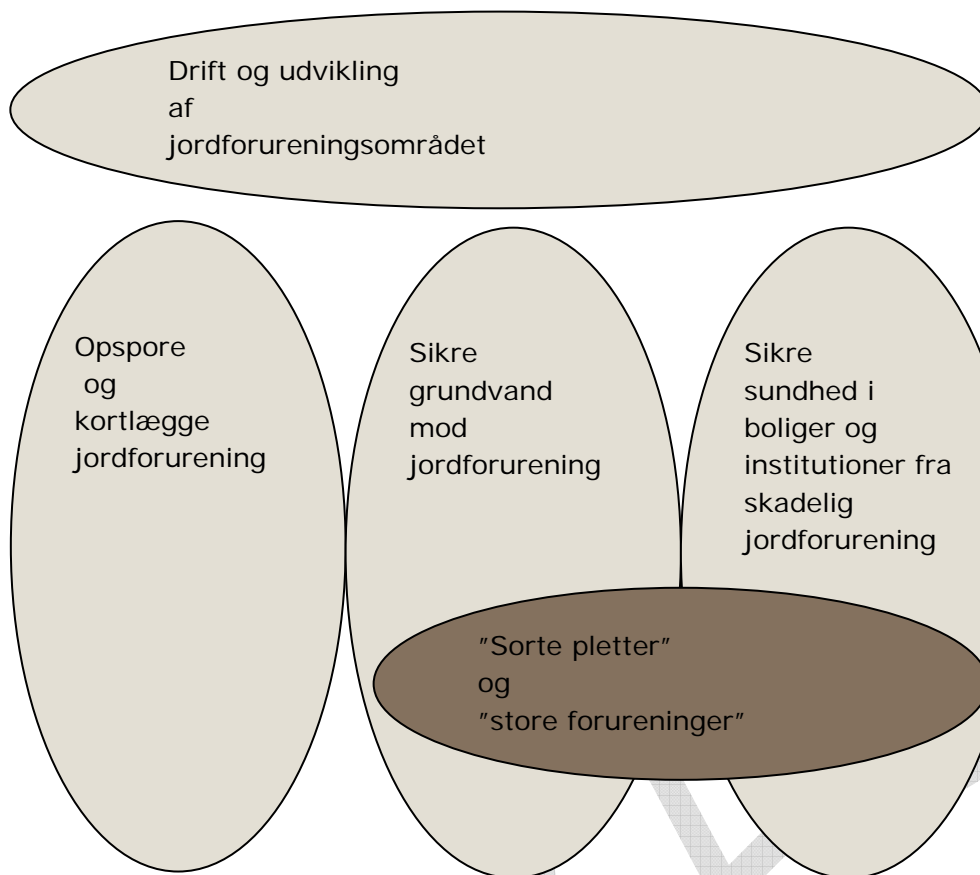 Drift og udvikling
af
jordforureningsområdet
Opspore
og
kortlægge
jordforurening
Sikre
grundvand
mod
jordforurening
Sikre
sundhed i
boliger og
institutioner fra
skadelig
jordforurening
"Sorte pletter"
og
"store forureninger"